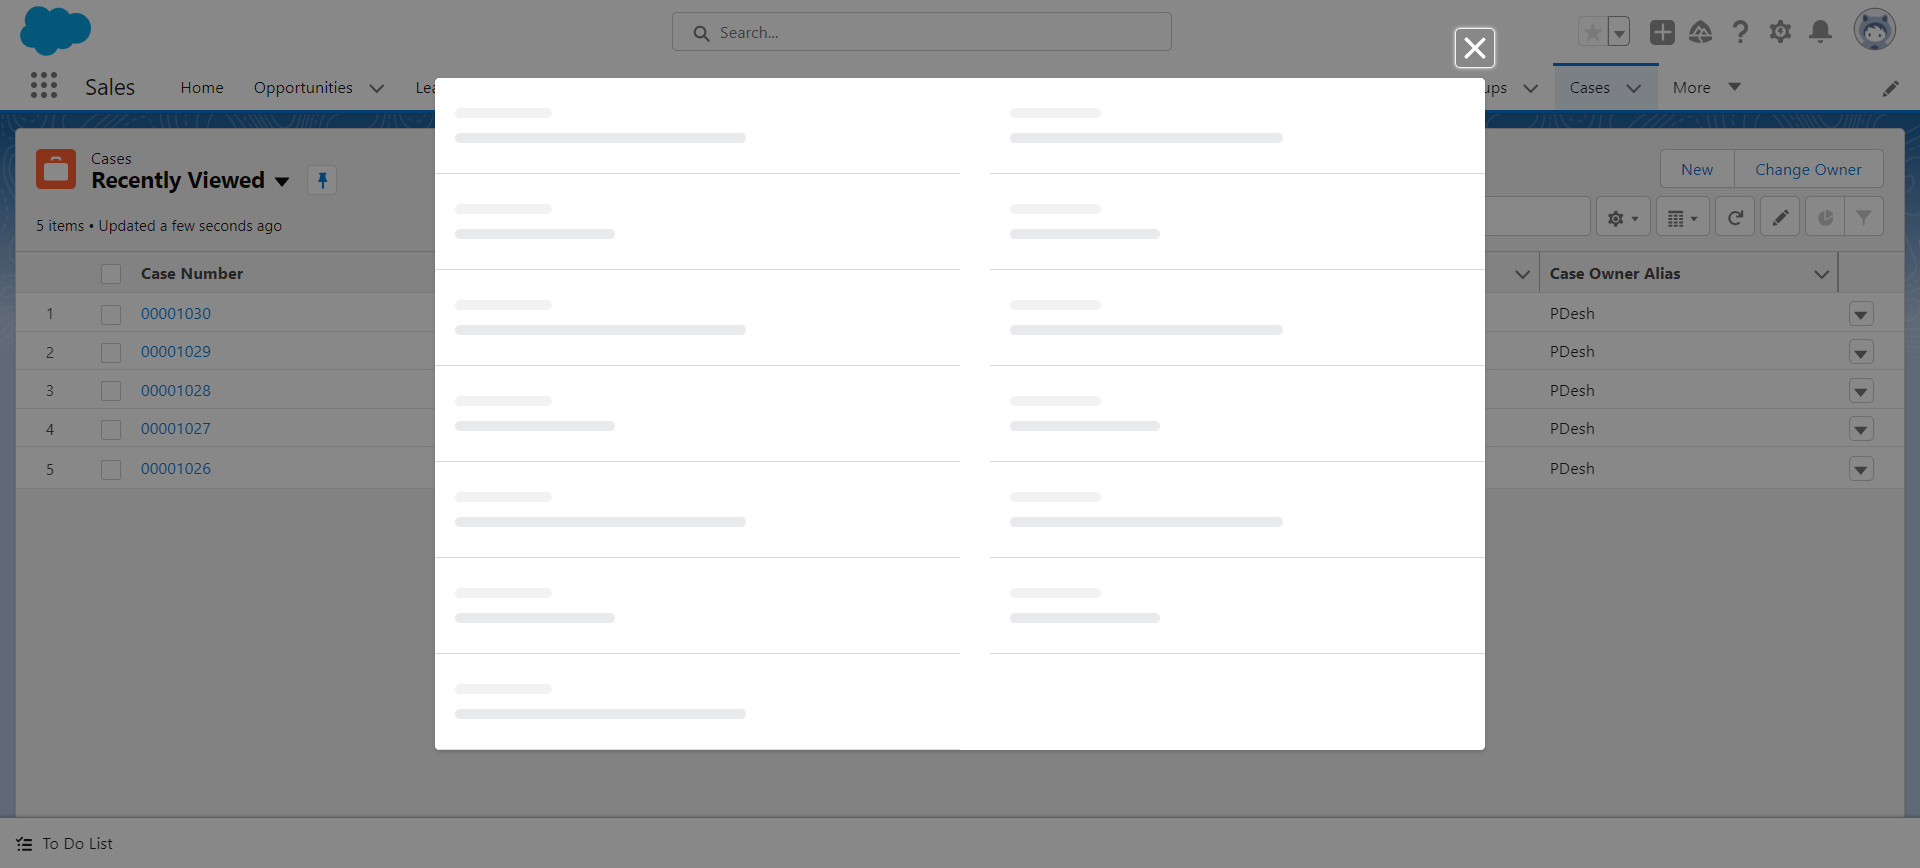 Search...
Sales
Home
Opportunities
Cases
More
Cases
Recently Viewed
New
Change Owner
5 items • Updated a few seconds ago
Case Number
Case Owner Alias
1
00001030
PDesh
2
00001029
PDesh
3
00001028
PDesh
4
00001027
PDesh
5
00001026
PDesh
To Do List